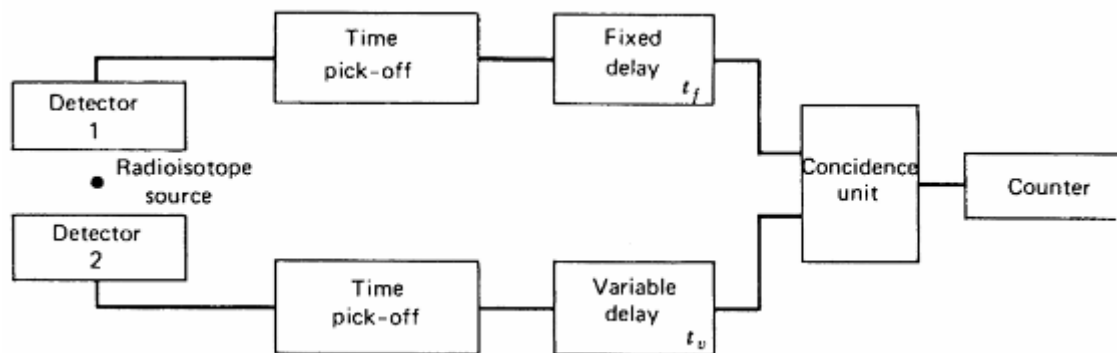 Time
pick-off
Fixed
delay
t_f
Detector
1
Radioisotope
source
Concidence
unit
Counter
Detector
2
Time
pick-off
Variable
delay
t_v